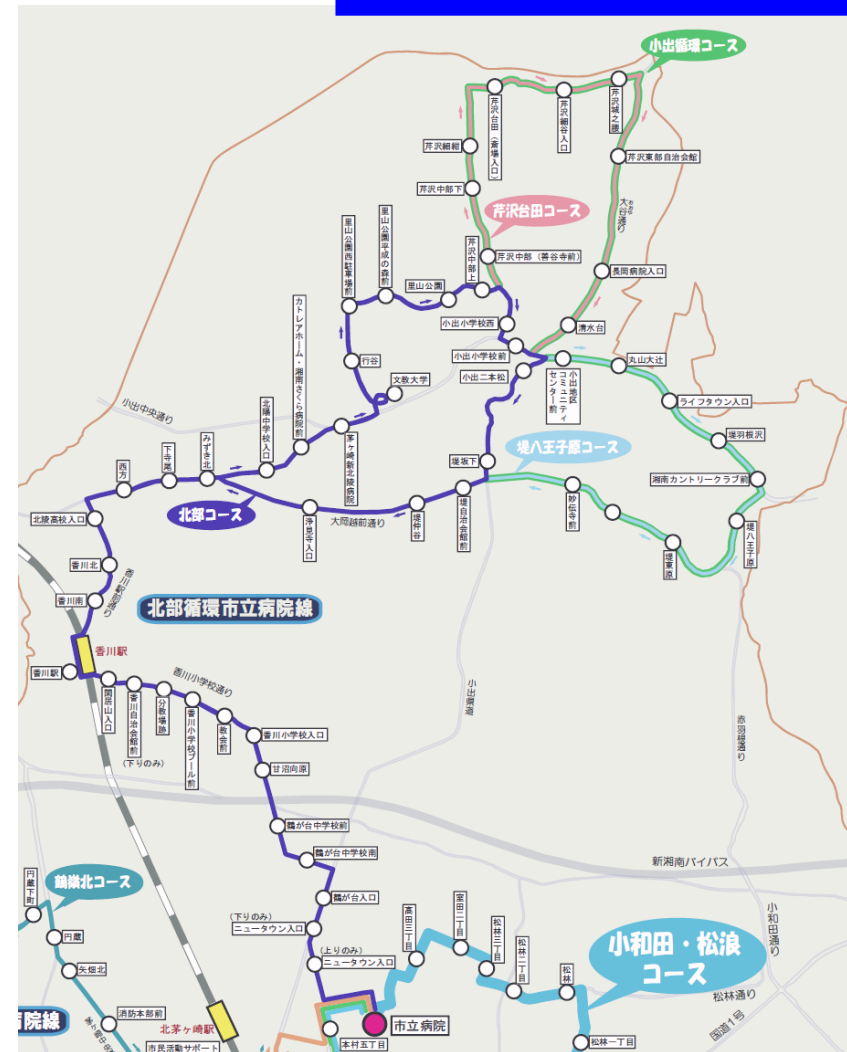 小出循環コース
芹沢台田（斎場入口）
芹沢細谷入口
芹沢城之腰
芹沢細紺
芹沢東部自治会館
芹沢中部下
大谷通り
芹沢台田コース
里山公園西駐車場前
里山公園平成の森前
芹沢中部上
芹沢中部（善谷寺前）
長岡病院入口
里山公園
カトレアホーム・湘南さくら病院前
小出小学校西
清水台
小出小学校前
行谷
小出二本松
小出地区コミュニティセンター前
丸山大辻
文教大学
小出中央通り
ライフタウン入口
北陽中学校入口
茅ヶ崎新北陵病院
堤八王子原コース
堤羽根沢
みずき北
下寺尾
西方
堤坂下
湘南カントリークラブ前
北部コース
北陵高校入口
浄見寺入口
大岡越前通り
堤仲谷
堤自治会館前
妙伝寺前
堤東原
堤八王子原
香川北
香川駅前通り
香川南
北部循環市立病院線
香川駅
香川駅
香川小学校通り
関居山入口
香川自治会館前
（下りのみ）
分教場跡
香川小学校プール前
教会前
香川小学校入口
小出県道
赤羽根通り
甘沼向原
鶴が台中学校前
鶴が台中学校南
新湘南バイパス
円蔵下町
鶴嶺北コース
鶴が台入口
（下りのみ）
ニュータウン入口
高田三丁目
室田二丁目
松林三丁目
松林二丁目
小和田・松浪
コース
小和田通り
円蔵
（上りのみ）
ニュータウン入口
矢畑北
松林
松林通り
消防本部前
院線
北茅ヶ崎駅
市立病院
国道1号
本村五丁目
松林一丁目
市民活動サポート